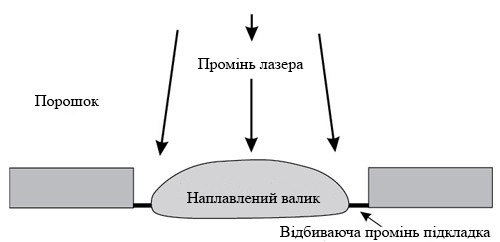 Промінь лазера
Порошок
Наплавлений валик
Відбиваюча промінь підкладка